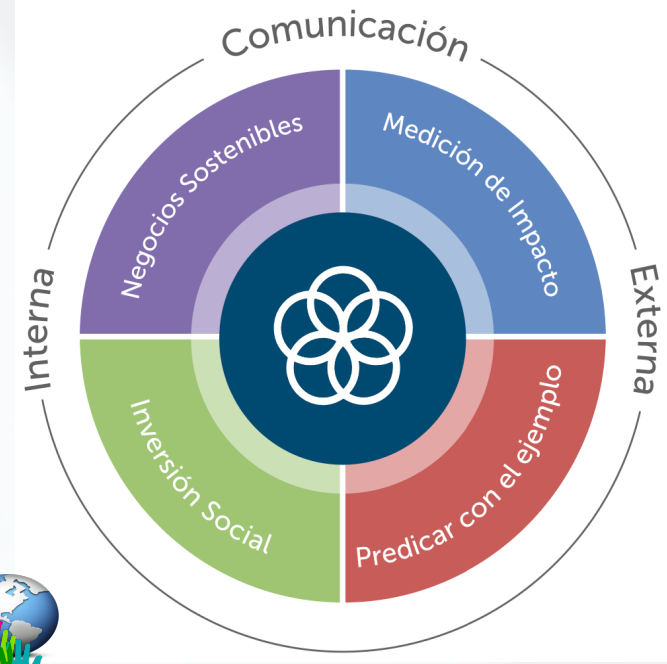 Comunicación
Negocios Sostenibles
Medición de Impacto
Interna
Externa
Inversión Social
Predicar con el ejemplo